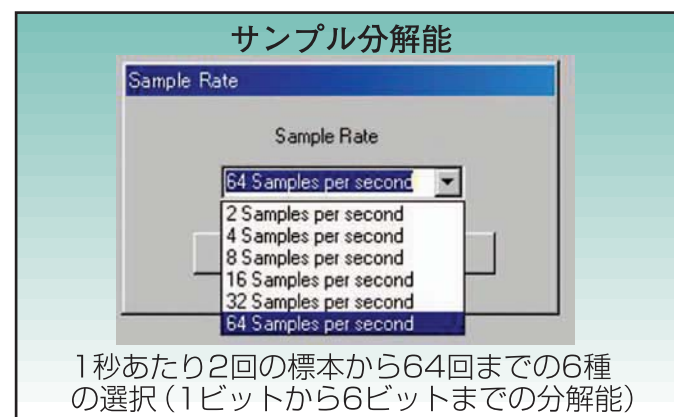 サンプル分解能
Sample Rate
Sample Rate
64 Samples per second
2 Samples per second
4 Samples per second
8 Samples per second
16 Samples per second
32 Samples per second
64 Samples per second
1秒あたり2回の標本から64回までの6種
の選択(1ビットから6ビットまでの分解能)